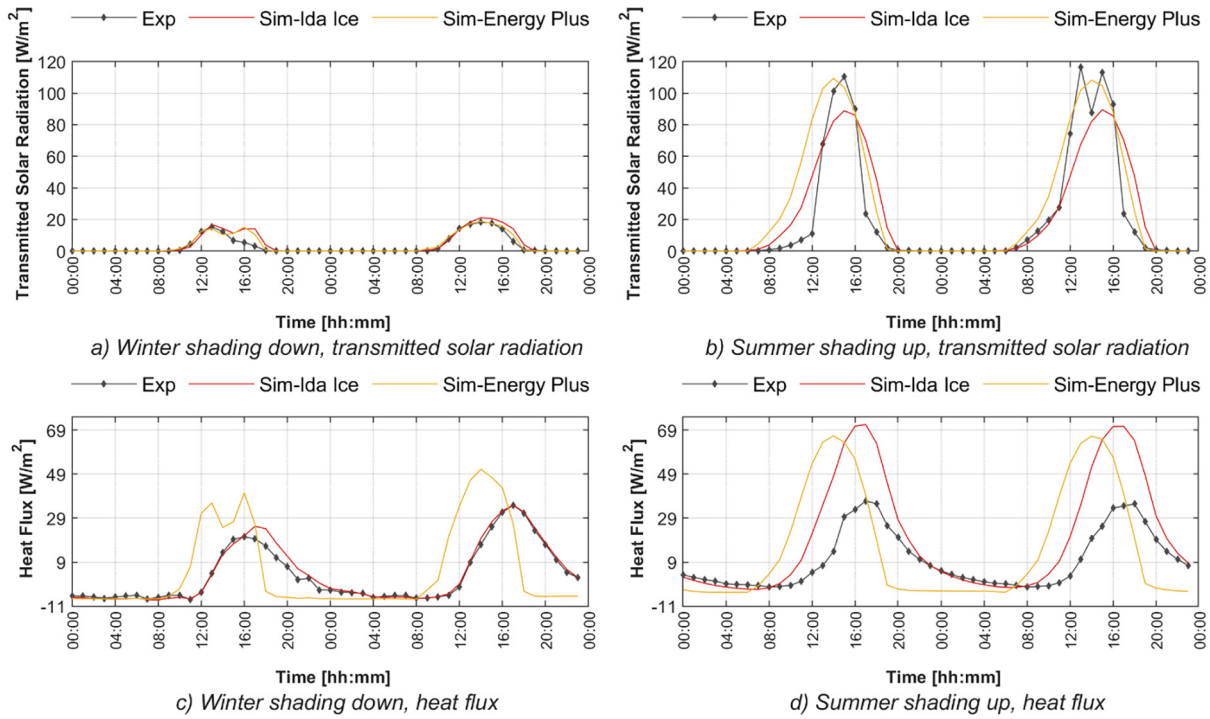 Exp Sim-Ida Ice Sim-Energy Plus
Transmitted Solar Radiation [W/m²]
120
100
80
60
40
20
0
00:00 04:00 08:00 12:00 16:00 20:00 00:00 04:00 08:00 12:00 16:00 20:00 00:00
Time [hh:mm]
a) Winter shading down, transmitted solar radiation
Exp Sim-Ida Ice Sim-Energy Plus
Transmitted Solar Radiation [W/m²]
120
100
80
60
40
20
0
00:00 04:00 08:00 12:00 16:00 20:00 00:00 04:00 08:00 12:00 16:00 20:00 00:00
Time [hh:mm]
b) Summer shading up, transmitted solar radiation
Exp Sim-Ida Ice Sim-Energy Plus
Heat Flux [W/m²]
69
49
29
9
-11
00:00 04:00 08:00 12:00 16:00 20:00 00:00 04:00 08:00 12:00 16:00 20:00 00:00
Time [hh:mm]
c) Winter shading down, heat flux
Exp Sim-Ida Ice Sim-Energy Plus
Heat Flux [W/m²]
69
49
29
9
-11
00:00 04:00 08:00 12:00 16:00 20:00 00:00 04:00 08:00 12:00 16:00 20:00 00:00
Time [hh:mm]
d) Summer shading up, heat flux